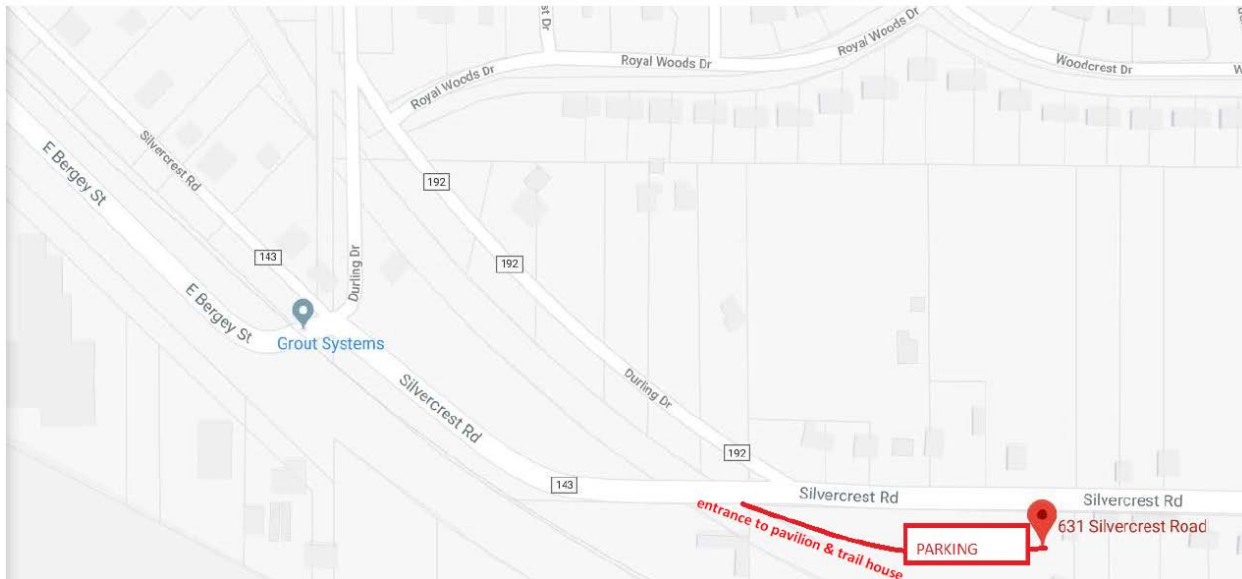 Royal Woods Dr
Royal Woods Dr
Royal Woods Dr
Woodcrest Dr
Silvercrest Rd
E Bergey St
192
143
192
Durling Dr
E Bergey St
Grout Systems
Silvercrest Rd
Durling Dr
192
143
Silvercrest Rd
Silvercrest Rd
entrance to pavilion & trail house
PARKING
631 Silvercrest Road